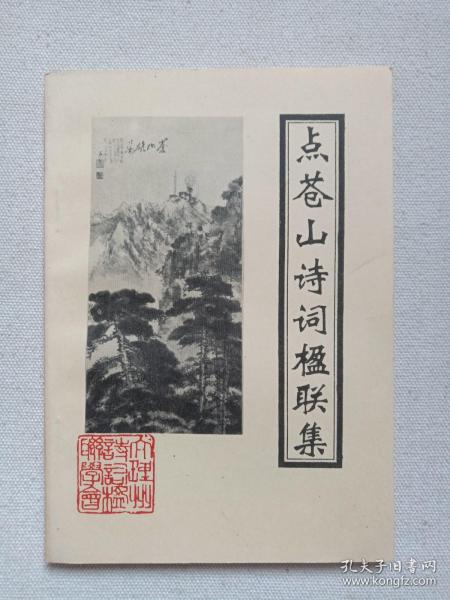 点苍山诗词楹联集
大理州
诗词楹
联学会
孔夫子旧书网
www.kongfz.com